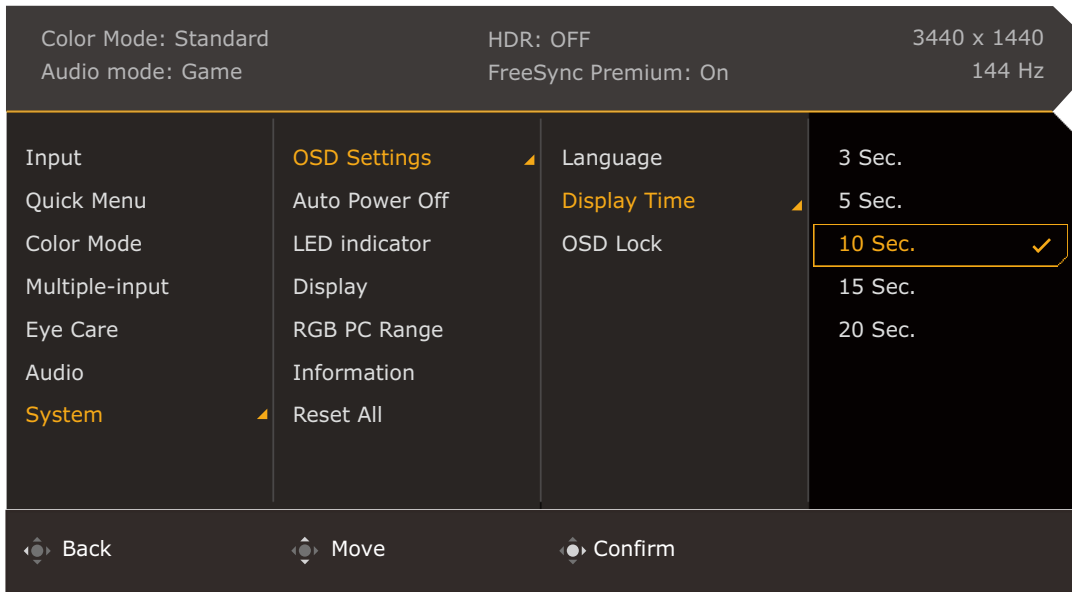 Color Mode: Standard
Audio mode: Game
HDR: OFF
FreeSync Premium: On
3440 x 1440
144 Hz
Input
Quick Menu
Color Mode
Multiple-input
Eye Care
Audio
System
OSD Settings
Auto Power Off
LED indicator
Display
RGB PC Range
Information
Reset All
Language
Display Time
OSD Lock
3 Sec.
5 Sec.
10 Sec.
15 Sec.
20 Sec.
Back
Move
Confirm